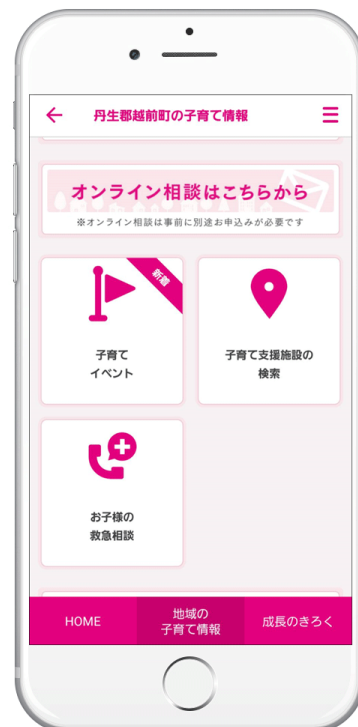 丹生郡越前町の子育て情報
オンライン相談はこちらから
※オンライン相談は事前に別途お申込みが必要です
新着
子育て
イベント
子育て支援施設の
検索
お子様の
救急相談
HOME
地域の
子育て情報
成長のきろく